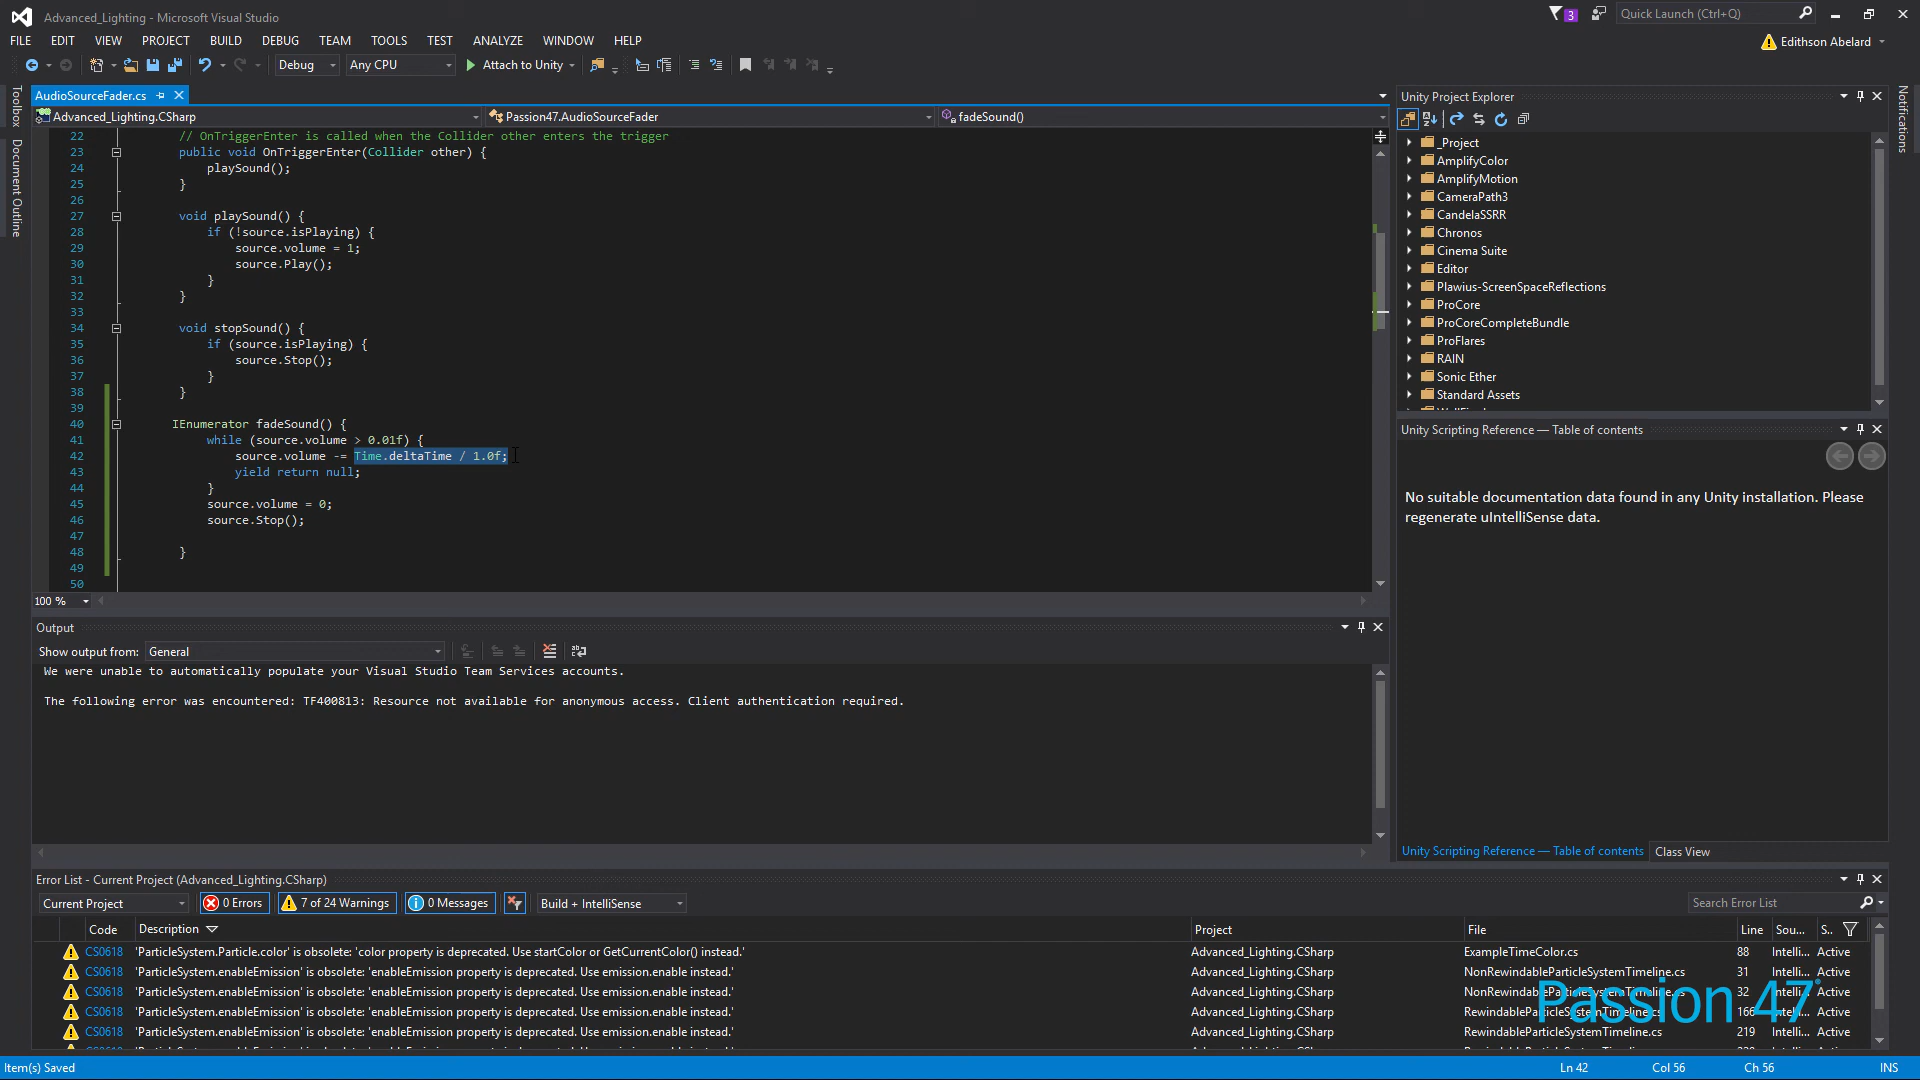 Advanced_Lighting - Microsoft Visual Studio
3
Quick Launch (Ctrl+Q)
FILE EDIT VIEW PROJECT BUILD DEBUG TEAM TOOLS TEST ANALYZE WINDOW HELP
Edithson Abelard
Debug Any CPU Attach to Unity
Toolbox
Document Outline
Notifications
AudioSourceFader.cs
Advanced_Lighting.CSharp Passion47.AudioSourceFader fadeSound()
22 // OnTriggerEnter is called when the Collider other enters the trigger
23 public void OnTriggerEnter(Collider other) {
24 playSound();
25 }
26
27 void playSound() {
28 if (!source.isPlaying) {
29 source.volume = 1;
30 source.Play();
31 }
32 }
33
34 void stopSound() {
35 if (source.isPlaying) {
36 source.Stop();
37 }
38 }
39
40 IEnumerator fadeSound() {
41 while (source.volume > 0.01f) {
42 source.volume -= Time.deltaTime / 1.0f;
43 yield return null;
44 }
45 source.volume = 0;
46 source.Stop();
47
48 }
49
50
100 %
Unity Project Explorer
_Project
AmplifyColor
AmplifyMotion
CameraPath3
CandelaSSRR
Chronos
Cinema Suite
Editor
Plawius-ScreenSpaceReflections
ProCore
ProCoreCompleteBundle
ProFlares
RAIN
Sonic Ether
Standard Assets
Unity Scripting Reference — Table of contents
No suitable documentation data found in any Unity installation. Please
regenerate uIntelliSense data.
Unity Scripting Reference — Table of contents Class View
Output
Show output from: General
We were unable to automatically populate your Visual Studio Team Services accounts.
The following error was encountered: TF400813: Resource not available for anonymous access. Client authentication required.
Error List - Current Project (Advanced_Lighting.CSharp)
Current Project 0 Errors 7 of 24 Warnings 0 Messages Build + IntelliSense Search Error List
Code Description Project File Line Sou... S..
CS0618 'ParticleSystem.Particle.color' is obsolete: 'color property is deprecated. Use startColor or GetCurrentColor() instead.' Advanced_Lighting.CSharp ExampleTimeColor.cs 88 Intelli... Active
CS0618 'ParticleSystem.enableEmission' is obsolete: 'enableEmission property is deprecated. Use emission.enable instead.' Advanced_Lighting.CSharp NonRewindableParticleSystemTimeline.cs 31 Intelli... Active
CS0618 'ParticleSystem.enableEmission' is obsolete: 'enableEmission property is deprecated. Use emission.enable instead.' Advanced_Lighting.CSharp NonRewindableParticleSystemTimeline.cs 32 Intelli... Active
CS0618 'ParticleSystem.enableEmission' is obsolete: 'enableEmission property is deprecated. Use emission.enable instead.' Advanced_Lighting.CSharp RewindableParticleSystemTimeline.cs 166 Intelli... Active
CS0618 'ParticleSystem.enableEmission' is obsolete: 'enableEmission property is deprecated. Use emission.enable instead.' Advanced_Lighting.CSharp RewindableParticleSystemTimeline.cs 219 Intelli... Active
Passion 47
Item(s) Saved Ln 42 Col 56 Ch 56 INS